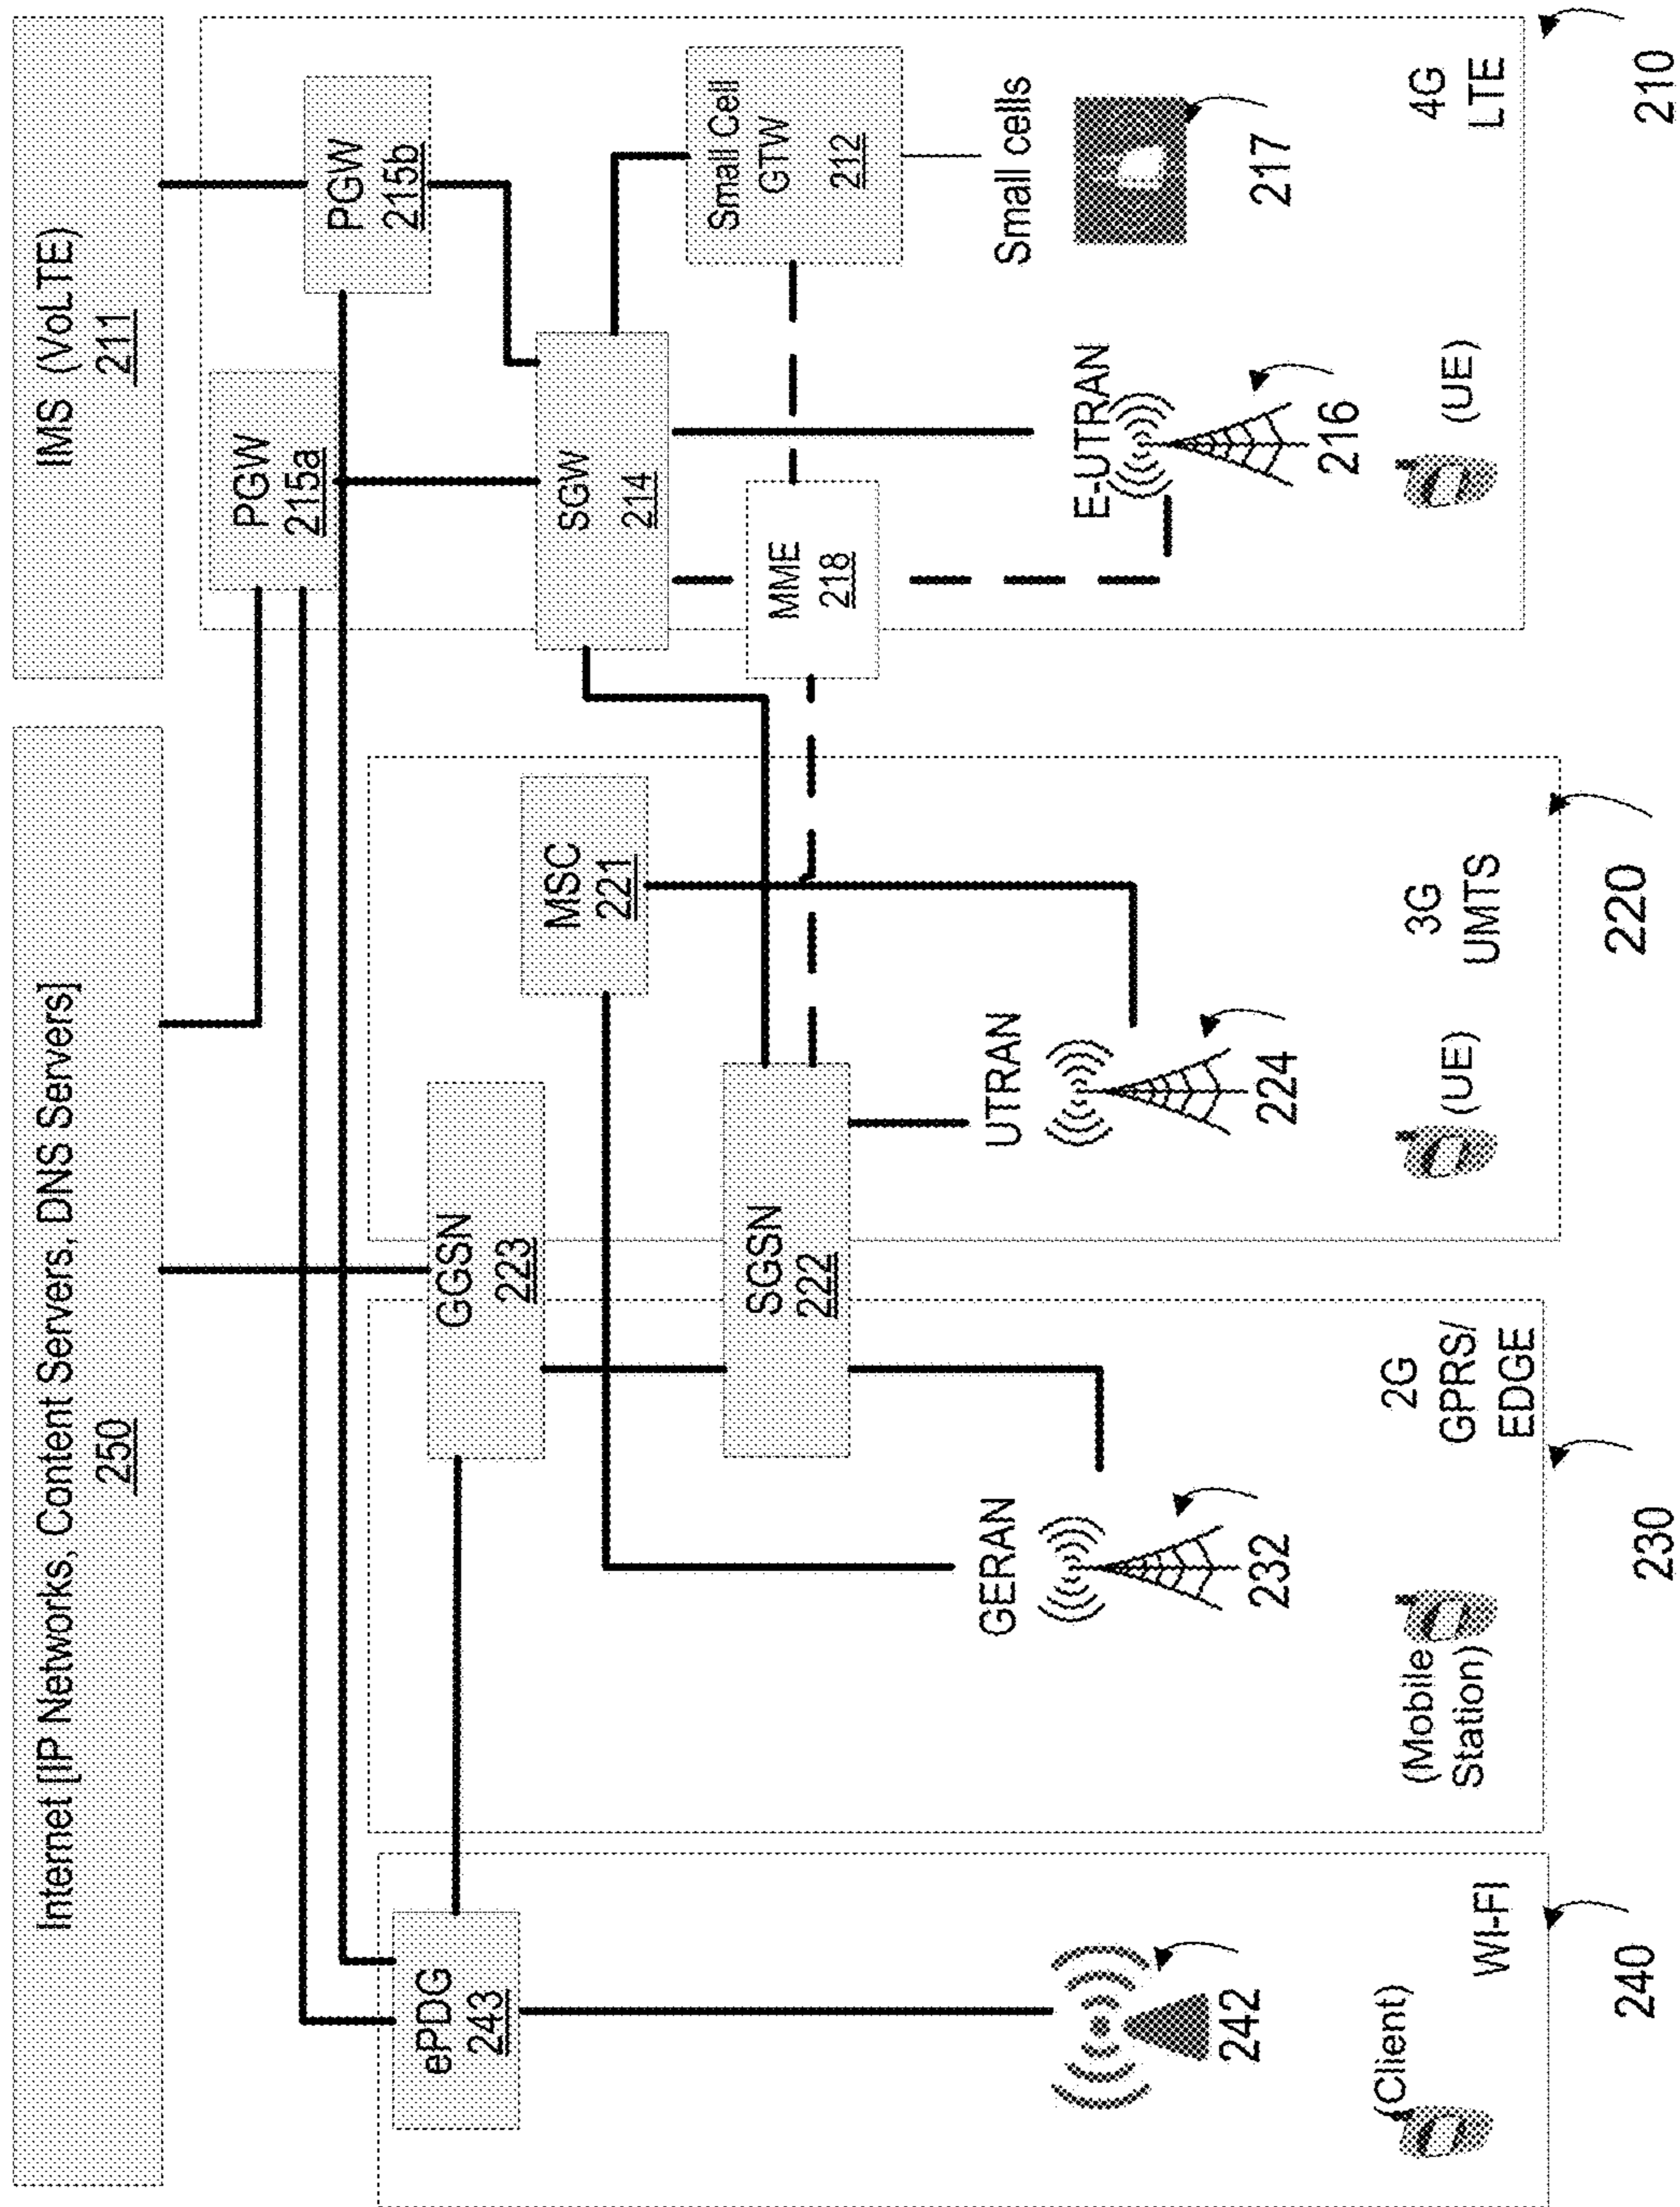 Internet [IP Networks, Content Servers, DNS Servers]
250
IMS (VoLTE)
211
PGW
215a
PGW
215b
ePDG
243
GGSN
223
MSC
221
SGW
214
Small Cell
GTW
212
SGSN
222
MME
218
GERAN
232
UTRAN
224
E-UTRAN
216
Small cells
217
242
(Client)
WI-FI
240
(Mobile
Station)
2G
GPRS/
EDGE
230
(UE)
3G
UMTS
220
(UE)
4G
LTE
210